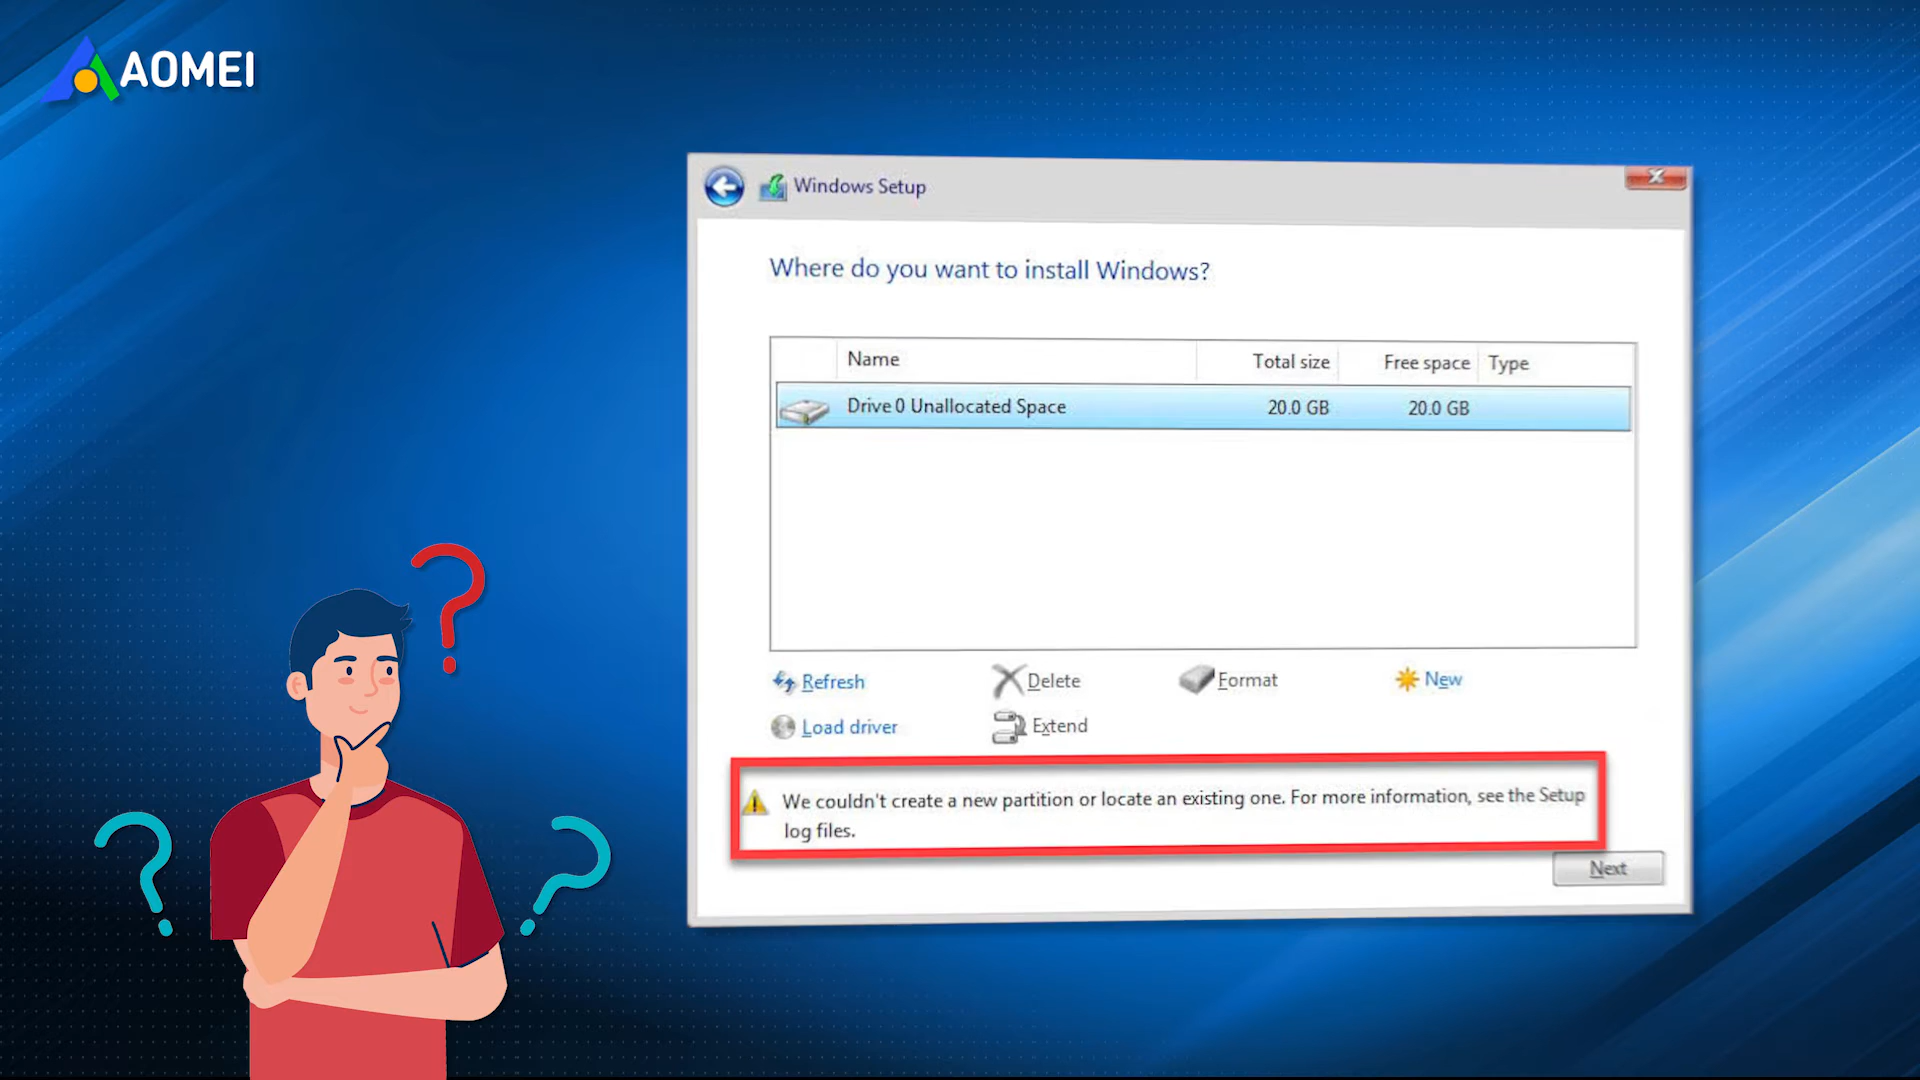 AOMEI
Windows Setup
Where do you want to install Windows?
Name Total size Free space Type
Drive 0 Unallocated Space 20.0 GB 20.0 GB
Refresh Delete Format New
Load driver Extend
We couldn't create a new partition or locate an existing one. For more information, see the Setup
log files.
Next
? ? ?